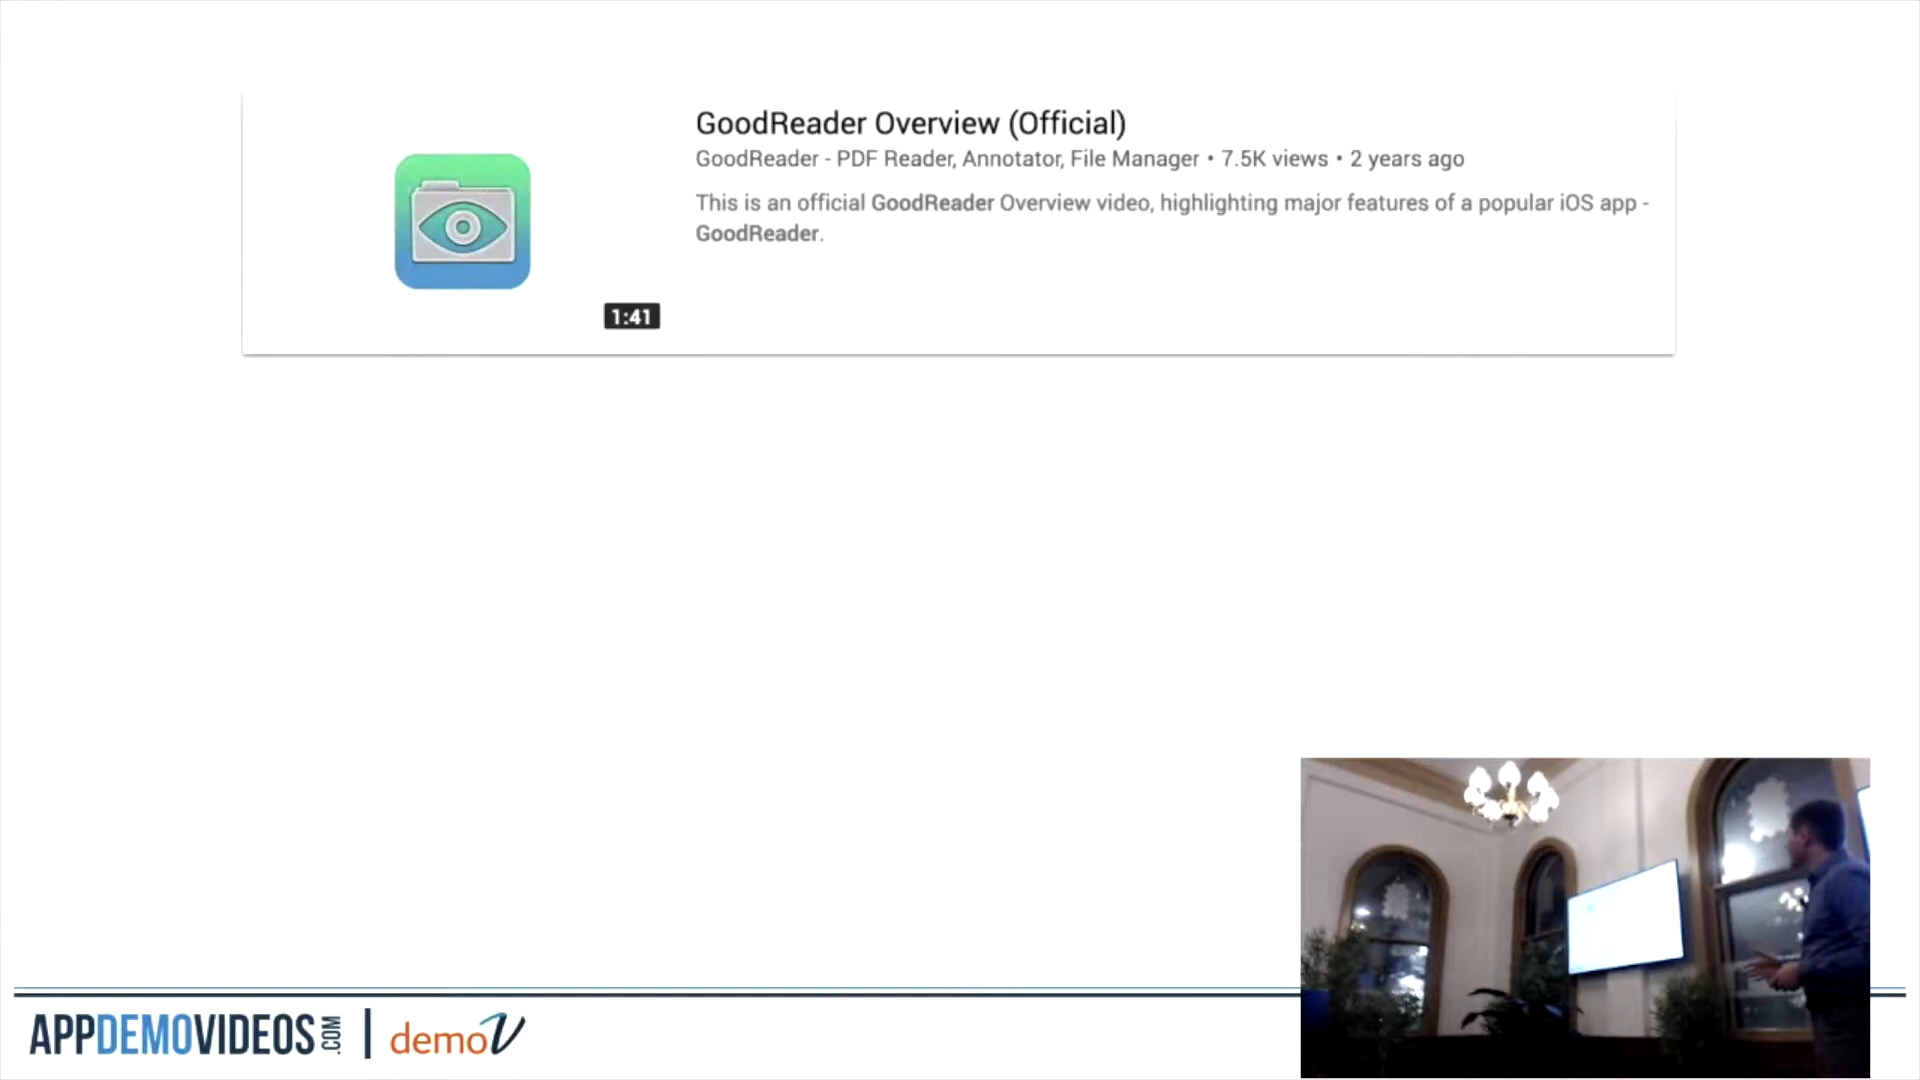 GoodReader Overview (Official)
GoodReader - PDF Reader, Annotator, File Manager • 7.5K views • 2 years ago
This is an official GoodReader Overview video, highlighting major features of a popular iOS app -
GoodReader.
1:41
APPDEMOVIDEOS.COM | demoV